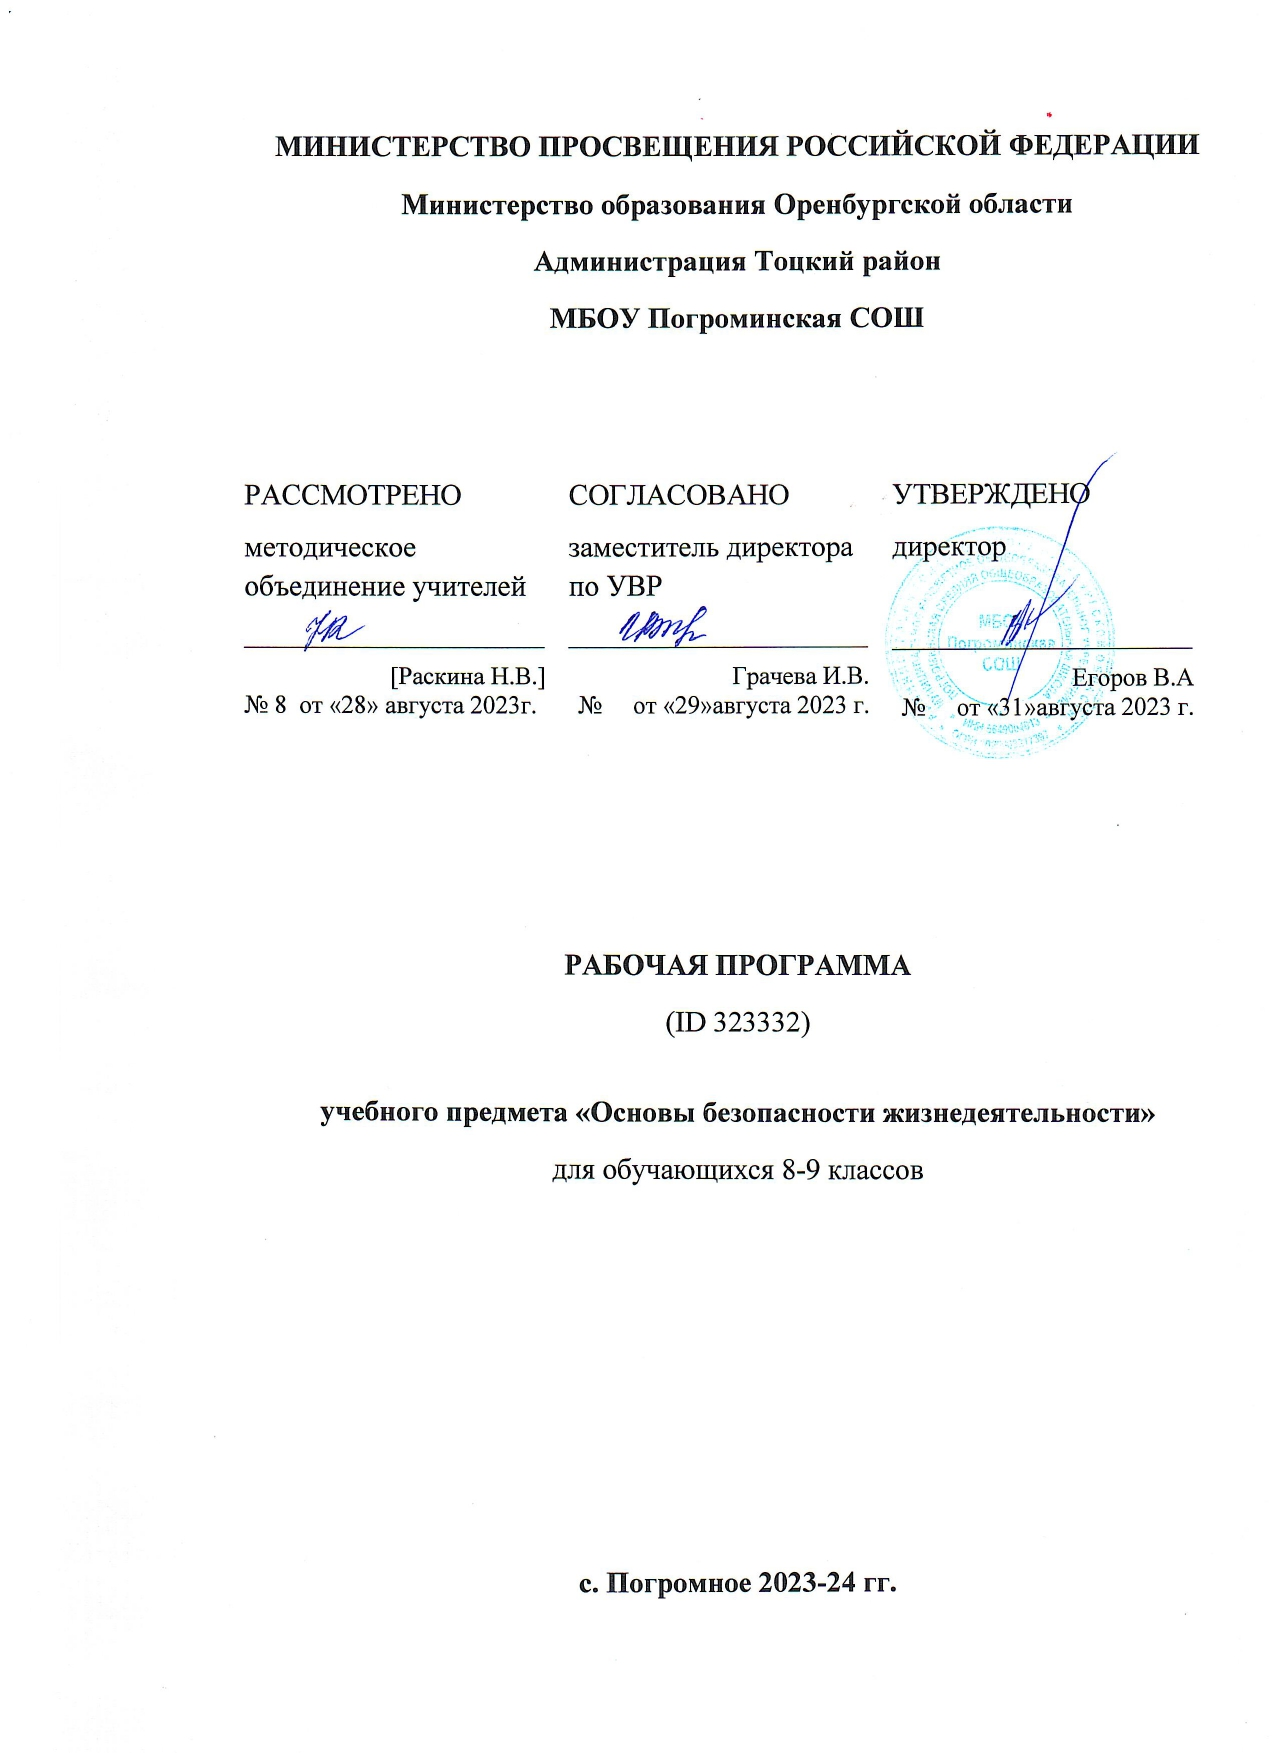 МИНИСТЕРСТВО ПРОСВЕЩЕНИЯ РОССИЙСКОЙ ФЕДЕРАЦИИ
Министерство образования Оренбургской области
Администрация Тоцкий район
МБОУ Погроминская СОШ
РАССМОТРЕНО
методическое
объединение учителей
[Раскина Н.В.]
№ 8 от «28» августа 2023г.
СОГЛАСОВАНО
заместитель директора
по УВР
Грачева И.В.
№ от «29»августа 2023 г.
УТВЕРЖДЕНО
директор
МБОУ
Погроминская
СОШ
Егоров В.А
№ от «31»августа 2023 г.
РАБОЧАЯ ПРОГРАММА
(ID 323332)
учебного предмета «Основы безопасности жизнедеятельности»
для обучающихся 8-9 классов
с. Погромное 2023-24 гг.